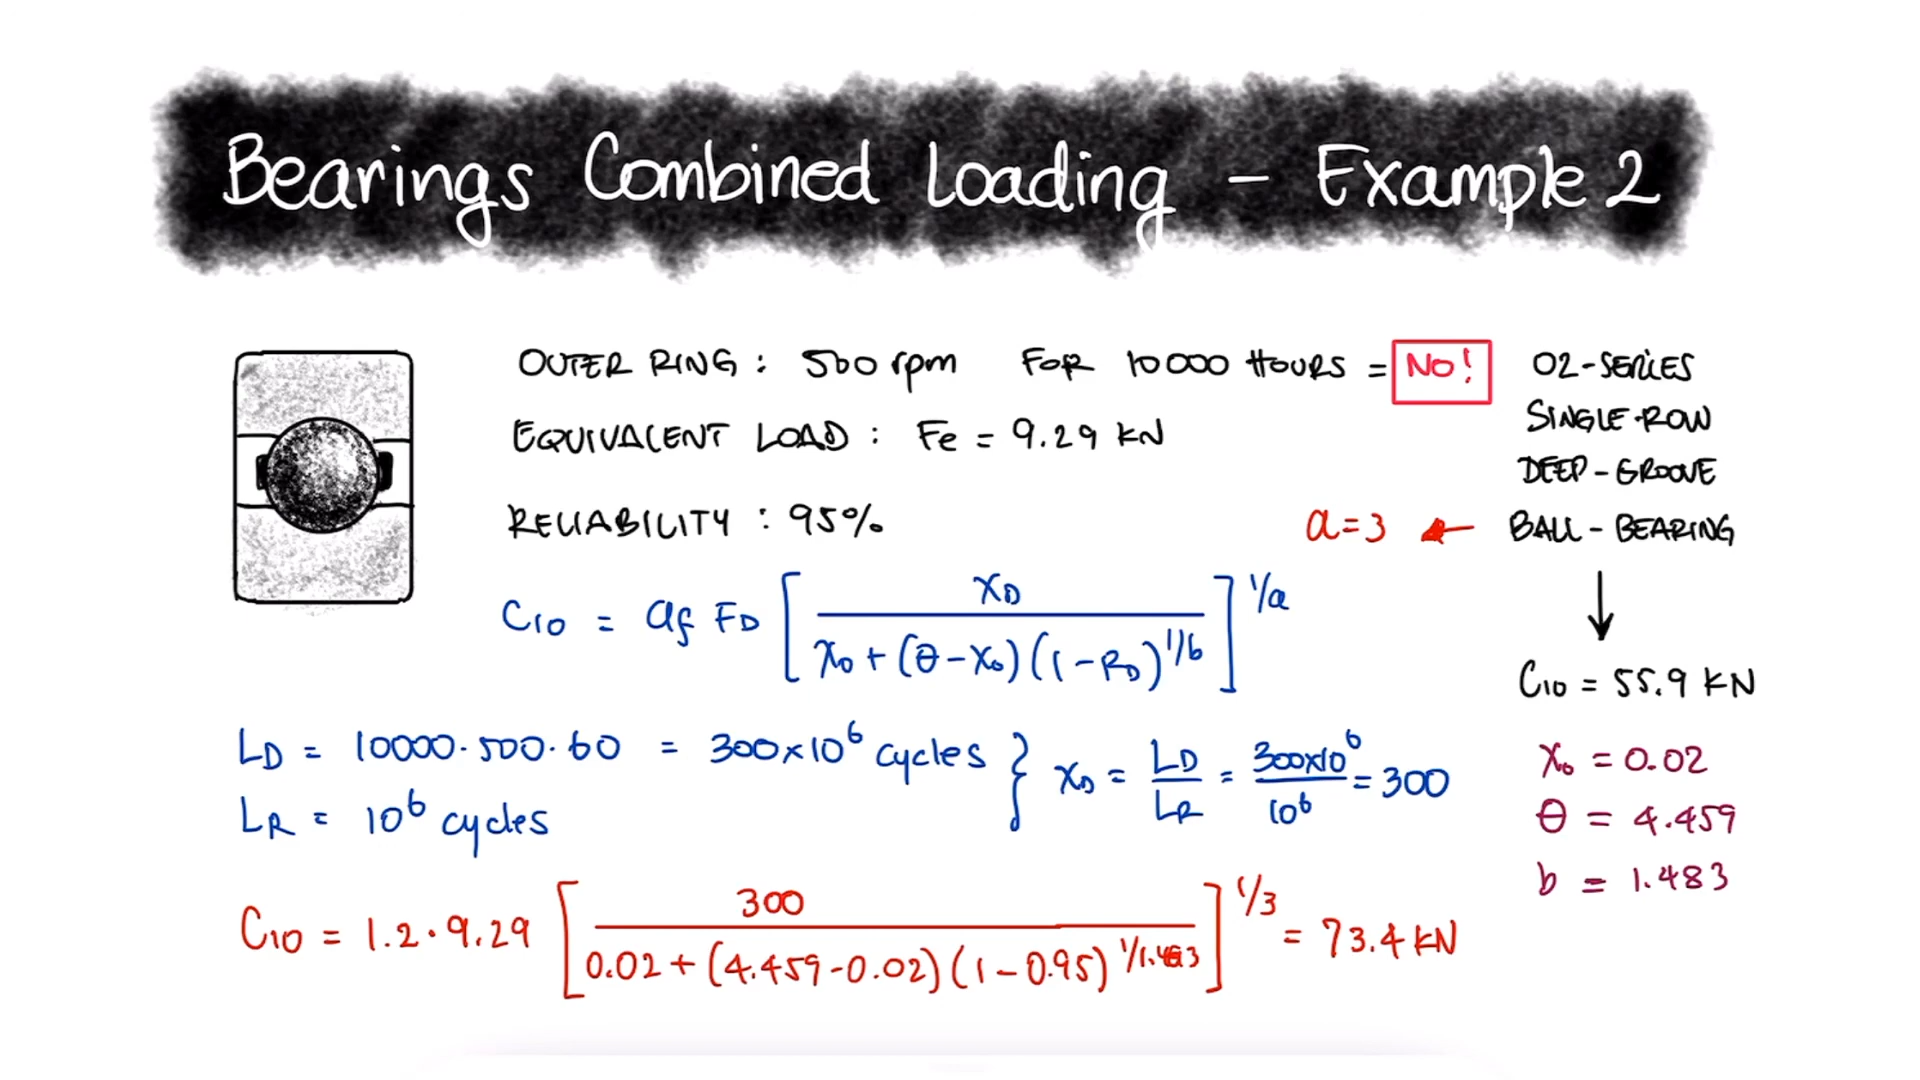 Bearings Combined Loading - Example 2
OUTER RING : 500 rpm FOR 10000 HOURS = NO!
EQUIVALENT LOAD : Fe = 9.29 kN
RELIABILITY : 95%
02-SERIES
SINGLE-ROW
DEEP-GROOVE
a=3 ← BALL-BEARING
↓
C10 = 55.9 KN
C10 = af FD [ xD / (x0 + (θ-x0)(1-RD)^1/b) ]^1/a
LD = 10000·500·60 = 300x10^6 cycles
LR = 10^6 cycles
} xD = LD/LR = 300x10^6/10^6 = 300
x0 = 0.02
θ = 4.459
b = 1.483
C10 = 1.2·9.29 [ 300 / (0.02+(4.459-0.02)(1-0.95)^1/1.483) ]^1/3 = 73.4 kN